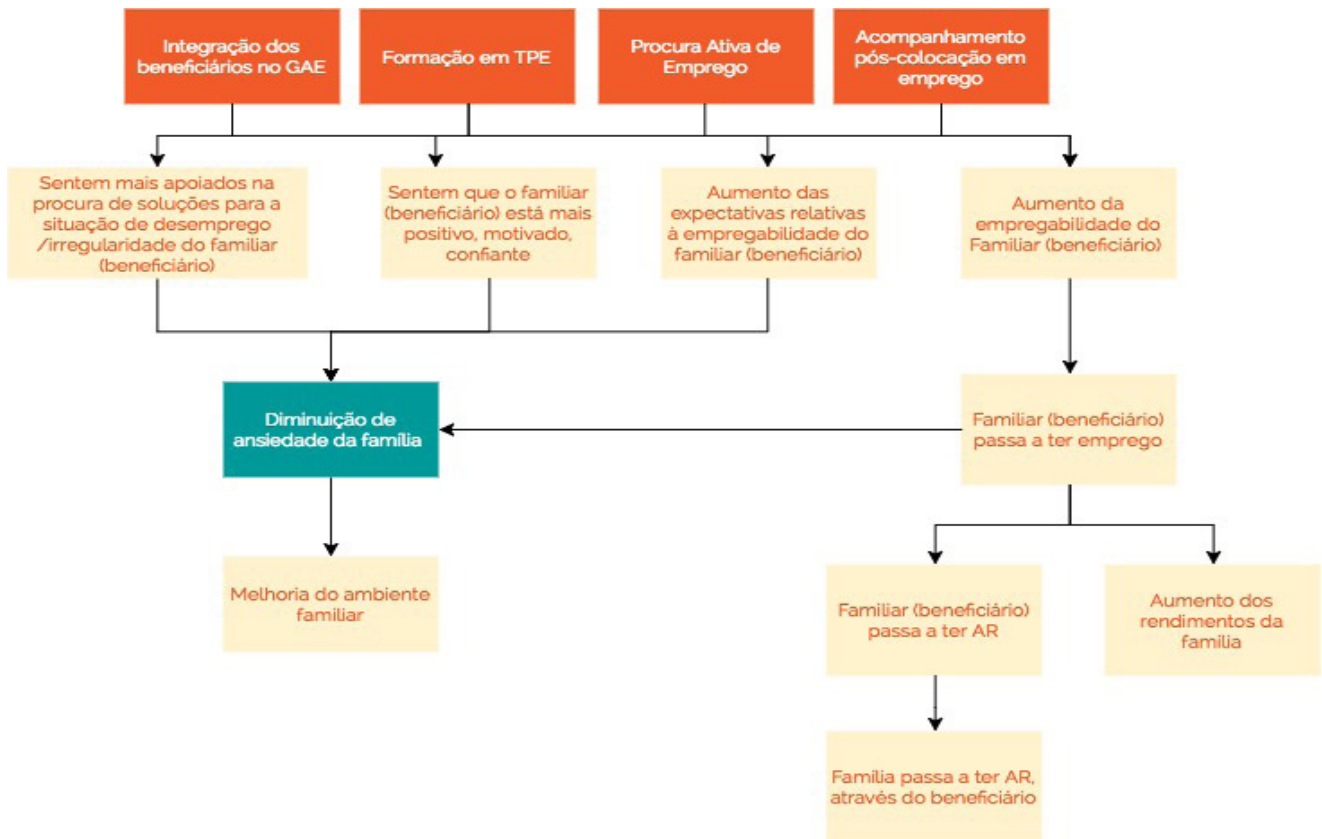 Integração dos
beneficiários no GAE
Formação em TPE
Procura Ativa de
Emprego
Acompanhamento
pós-colocação em
emprego
Sentem mais apoiados na
procura de soluções para a
situação de desemprego
/irregularidade do familiar
(beneficiário)
Sentem que o familiar
(beneficiário) está mais
positivo, motivado,
confiante
Aumento das
expectativas relativas
à empregabilidade do
familiar (beneficiário)
Aumento da
empregabilidade do
Familiar (beneficiário)
Diminuição de
ansiedade da família
Familiar (beneficiário)
passa a ter emprego
Melhoria do ambiente
familiar
Familiar (beneficiário)
passa a ter AR
Aumento dos
rendimentos da
família
Família passa a ter AR,
através do beneficiário